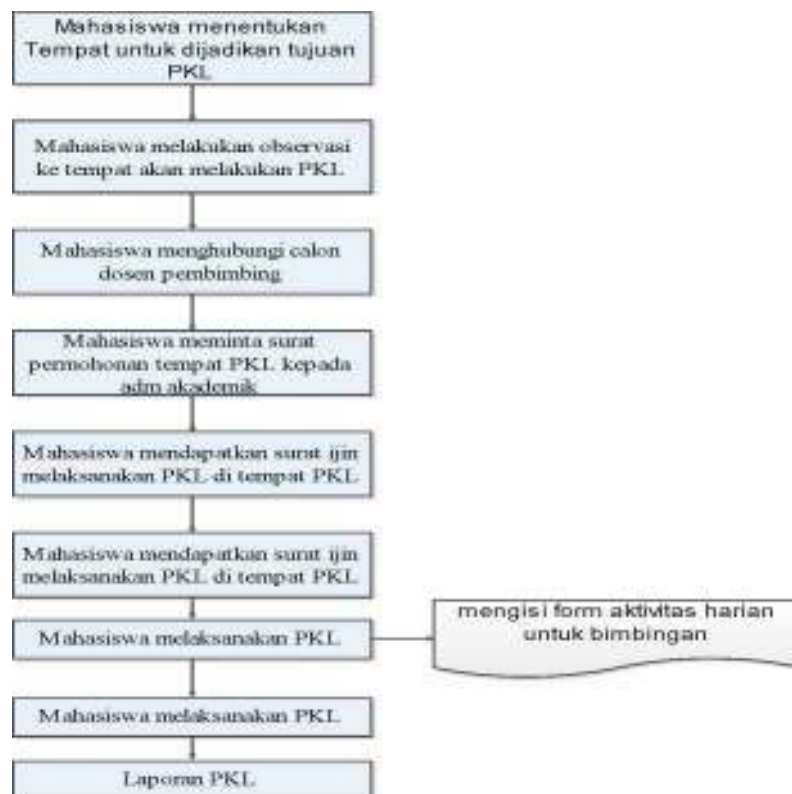 Mahasiswa menentukan
Tempat untuk dijadikan tujuan
PKL
Mahasiswa melakukan observasi
ke tempat akan melakukan PKL
Mahasiswa menghubungi calon
dosen pembimbing
Mahasiswa meminta surat
permohonan tempat PKL kepada
adm akademik
Mahasiswa mendapatkan surat ijin
melaksanakan PKL di tempat PKL
Mahasiswa mendapatkan surat ijin
melaksanakan PKL di tempat PKL
Mahasiswa melaksanakan PKL
mengisi form aktivitas harian
untuk bimbingan
Mahasiswa melaksanakan PKL
Laporan PKL